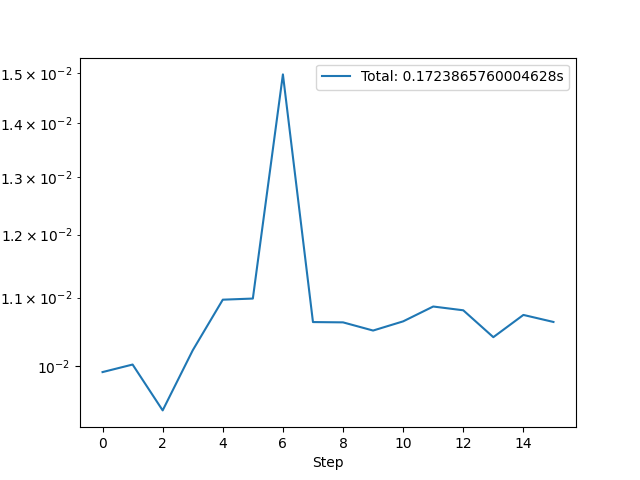 Total: 0.1723865760004628s
1.5 × 10⁻²
1.4 × 10⁻²
1.3 × 10⁻²
1.2 × 10⁻²
1.1 × 10⁻²
10⁻²
0 2 4 6 8 10 12 14
Step